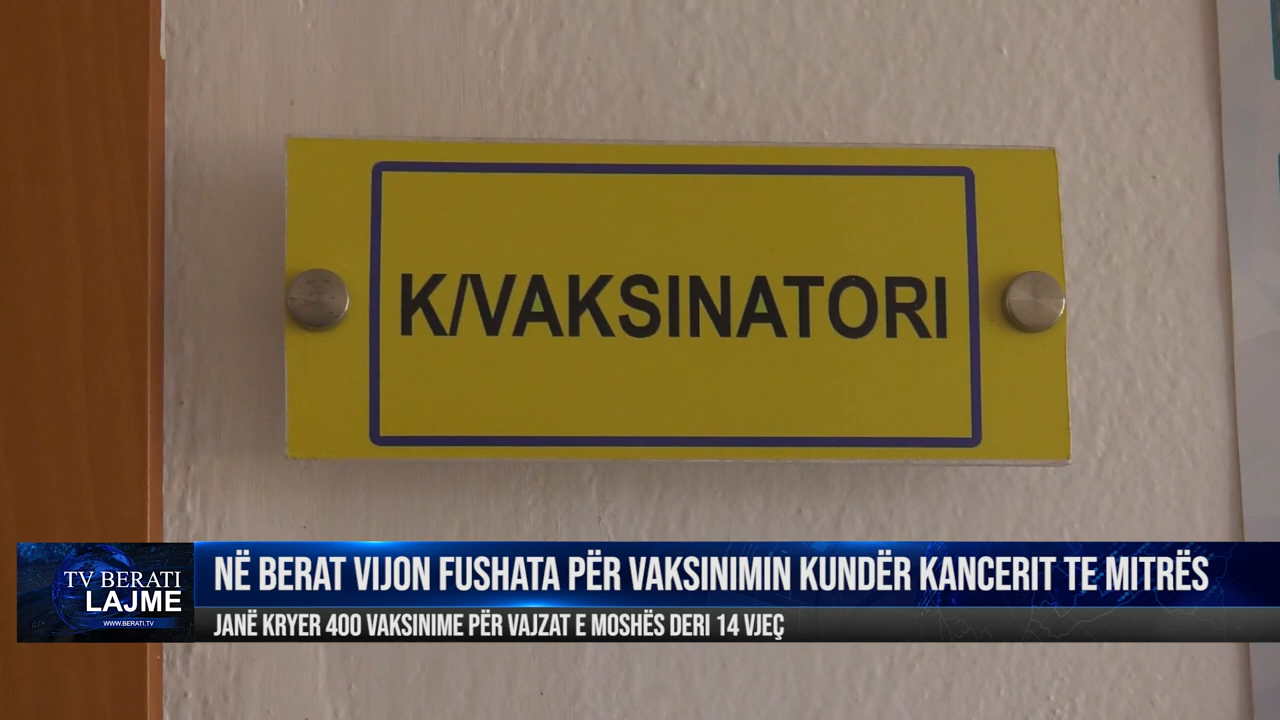 K/VAKSINATORI
TV BERATI
LAJME
WWW.BERATI.TV
NË BERAT VIJON FUSHATA PËR VAKSINIMIN KUNDËR KANCERIT TE MITRËS
JANË KRYER 400 VAKSINIME PËR VAJZAT E MOSHËS DERI 14 VJEÇ